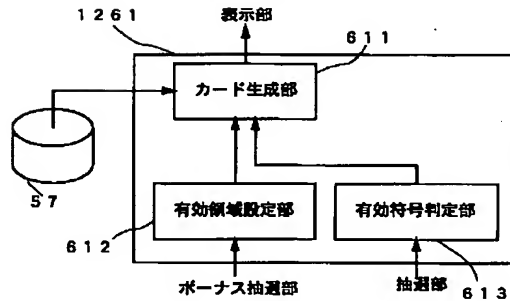 表示部
1261
611
カード生成部
57
有効領域設定部
有効符号判定部
612
613
ボーナス抽選部
抽選部